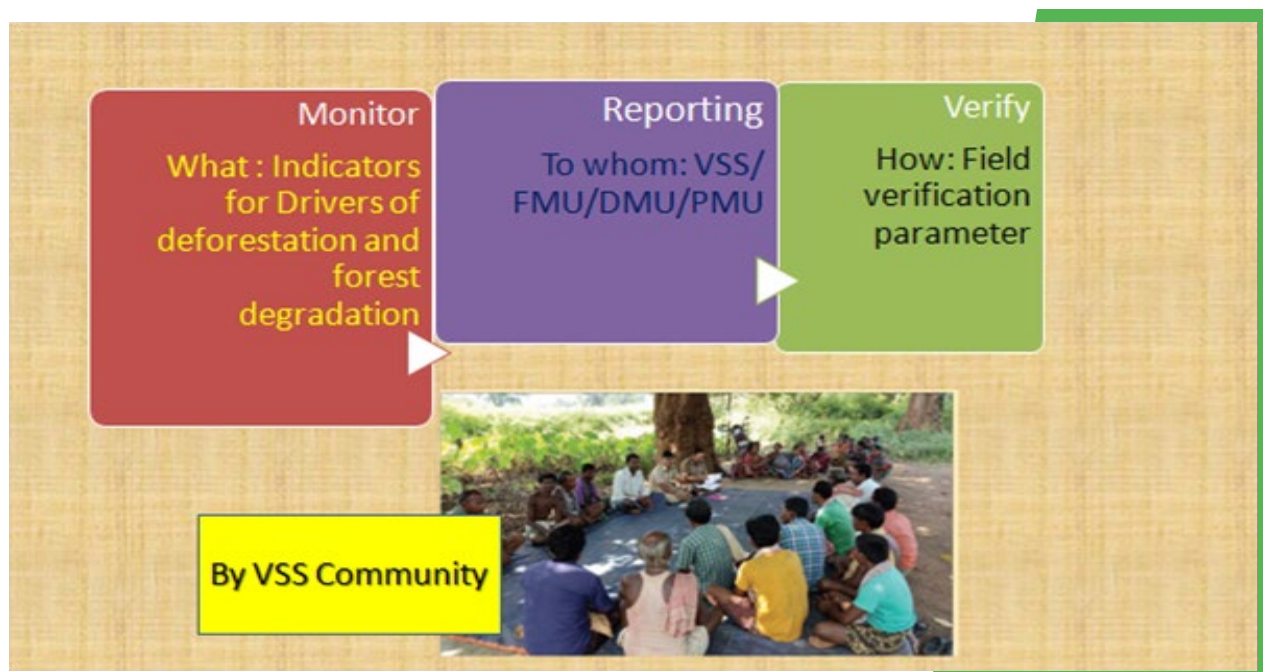 Monitor
What : Indicators
for Drivers of
deforestation and
forest
degradation
Reporting
To whom: VSS/
FMU/DMU/PMU
Verify
How: Field
verification
parameter
By VSS Community